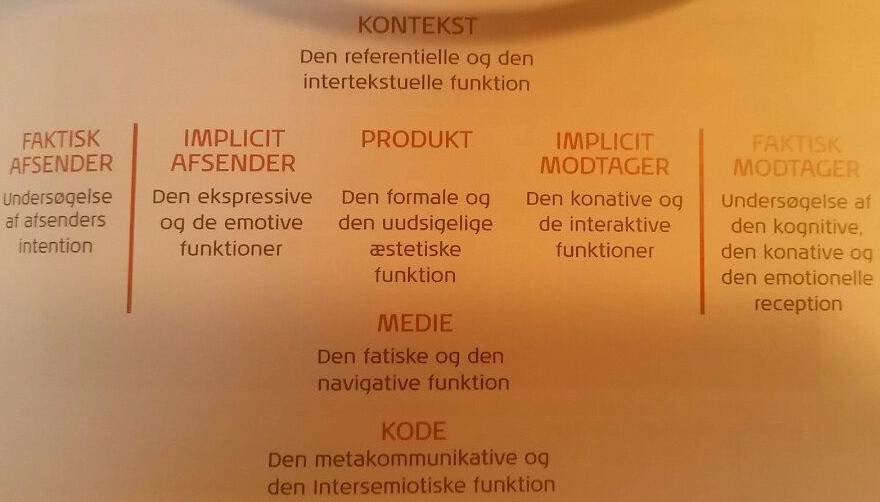 KONTEKST
Den referentielle og den
intertekstuelle funktion
FAKTISK
AFSENDER
Undersøgelse
af afsenders
intention
IMPLICIT
AFSENDER
Den ekspressive
og de emotive
funktioner
PRODUKT
Den formale og
den uudsigelige
æstetiske
funktion
IMPLICIT
MODTAGER
Den konative og
de interaktive
funktioner
FAKTISK
MODTAGER
Undersøgelse af
den kognitive,
den konative og
den emotionelle
reception
MEDIE
Den fatiske og den
navigative funktion
KODE
Den metakommunikative og
den Intersemiotiske funktion